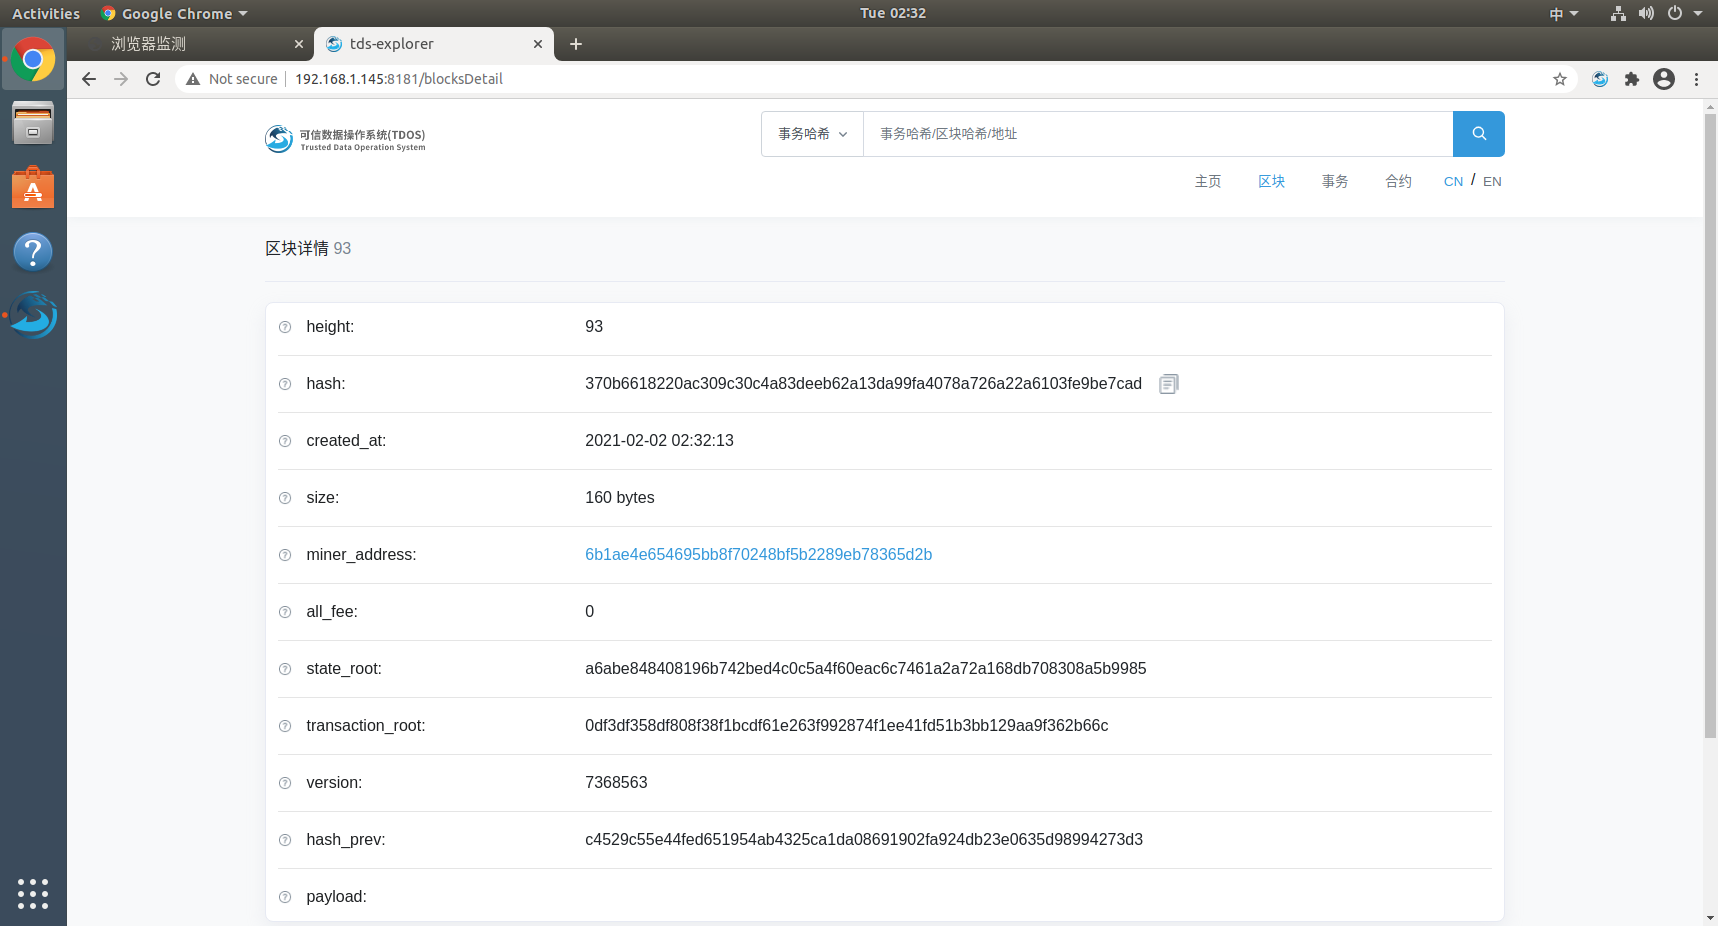 Activities
Google Chrome
Tue 02:32
中
浏览器监测
tds-explorer
Not secure
192.168.1.145:8181/blocksDetail
可信数据操作系统(TDOS)
Trusted Data Operation System
事务哈希
事务哈希/区块哈希/地址
主页 区块 事务 合约 CN / EN
区块详情 93
height: 93
hash: 370b6618220ac309c30c4a83deeb62a13da99fa4078a726a22a6103fe9be7cad
created_at: 2021-02-02 02:32:13
size: 160 bytes
miner_address: 6b1ae4e654695bb8f70248bf5b2289eb78365d2b
all_fee: 0
state_root: a6abe848408196b742bed4c0c5a4f60eac6c7461a2a72a168db708308a5b9985
transaction_root: 0df3df358df808f38f1bcdf61e263f992874f1ee41fd51b3bb129aa9f362b66c
version: 7368563
hash_prev: c4529c55e44fed651954ab4325ca1da08691902fa924db23e0635d98994273d3
payload: